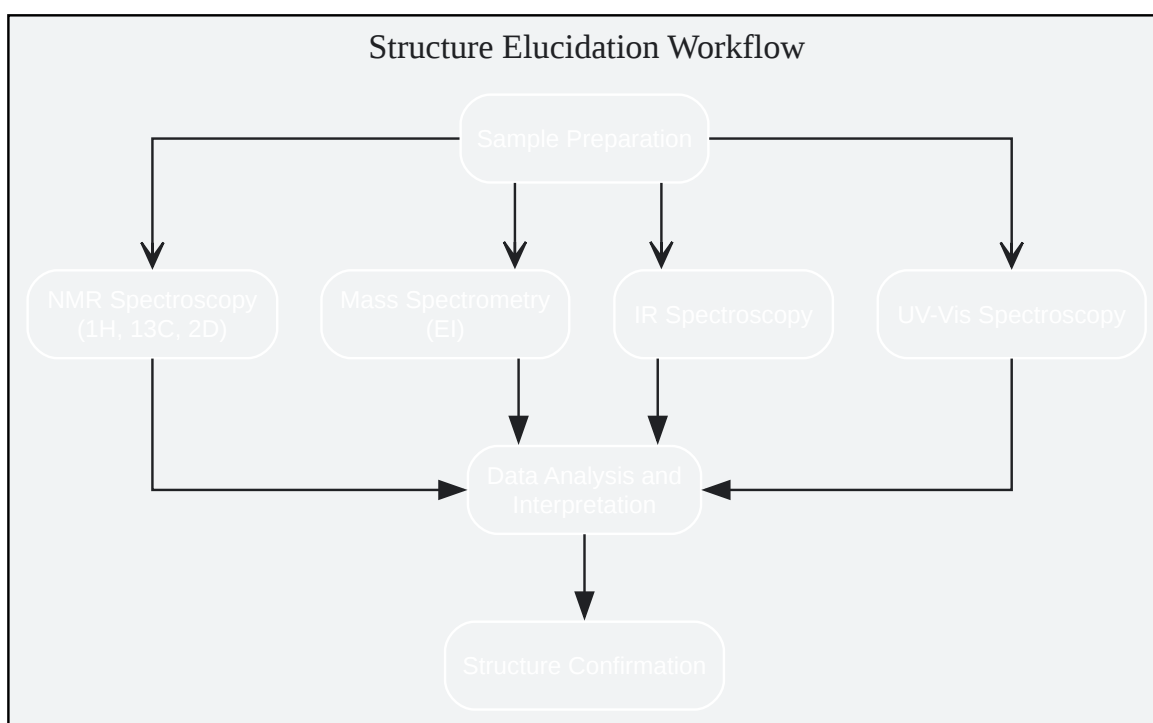 Structure Elucidation Workflow
Sample Preparation
NMR Spectroscopy
(1H, 13C, 2D)
Mass Spectrometry
(EI)
IR Spectroscopy
UV-Vis Spectroscopy
Data Analysis and
Interpretation
Structure Confirmation